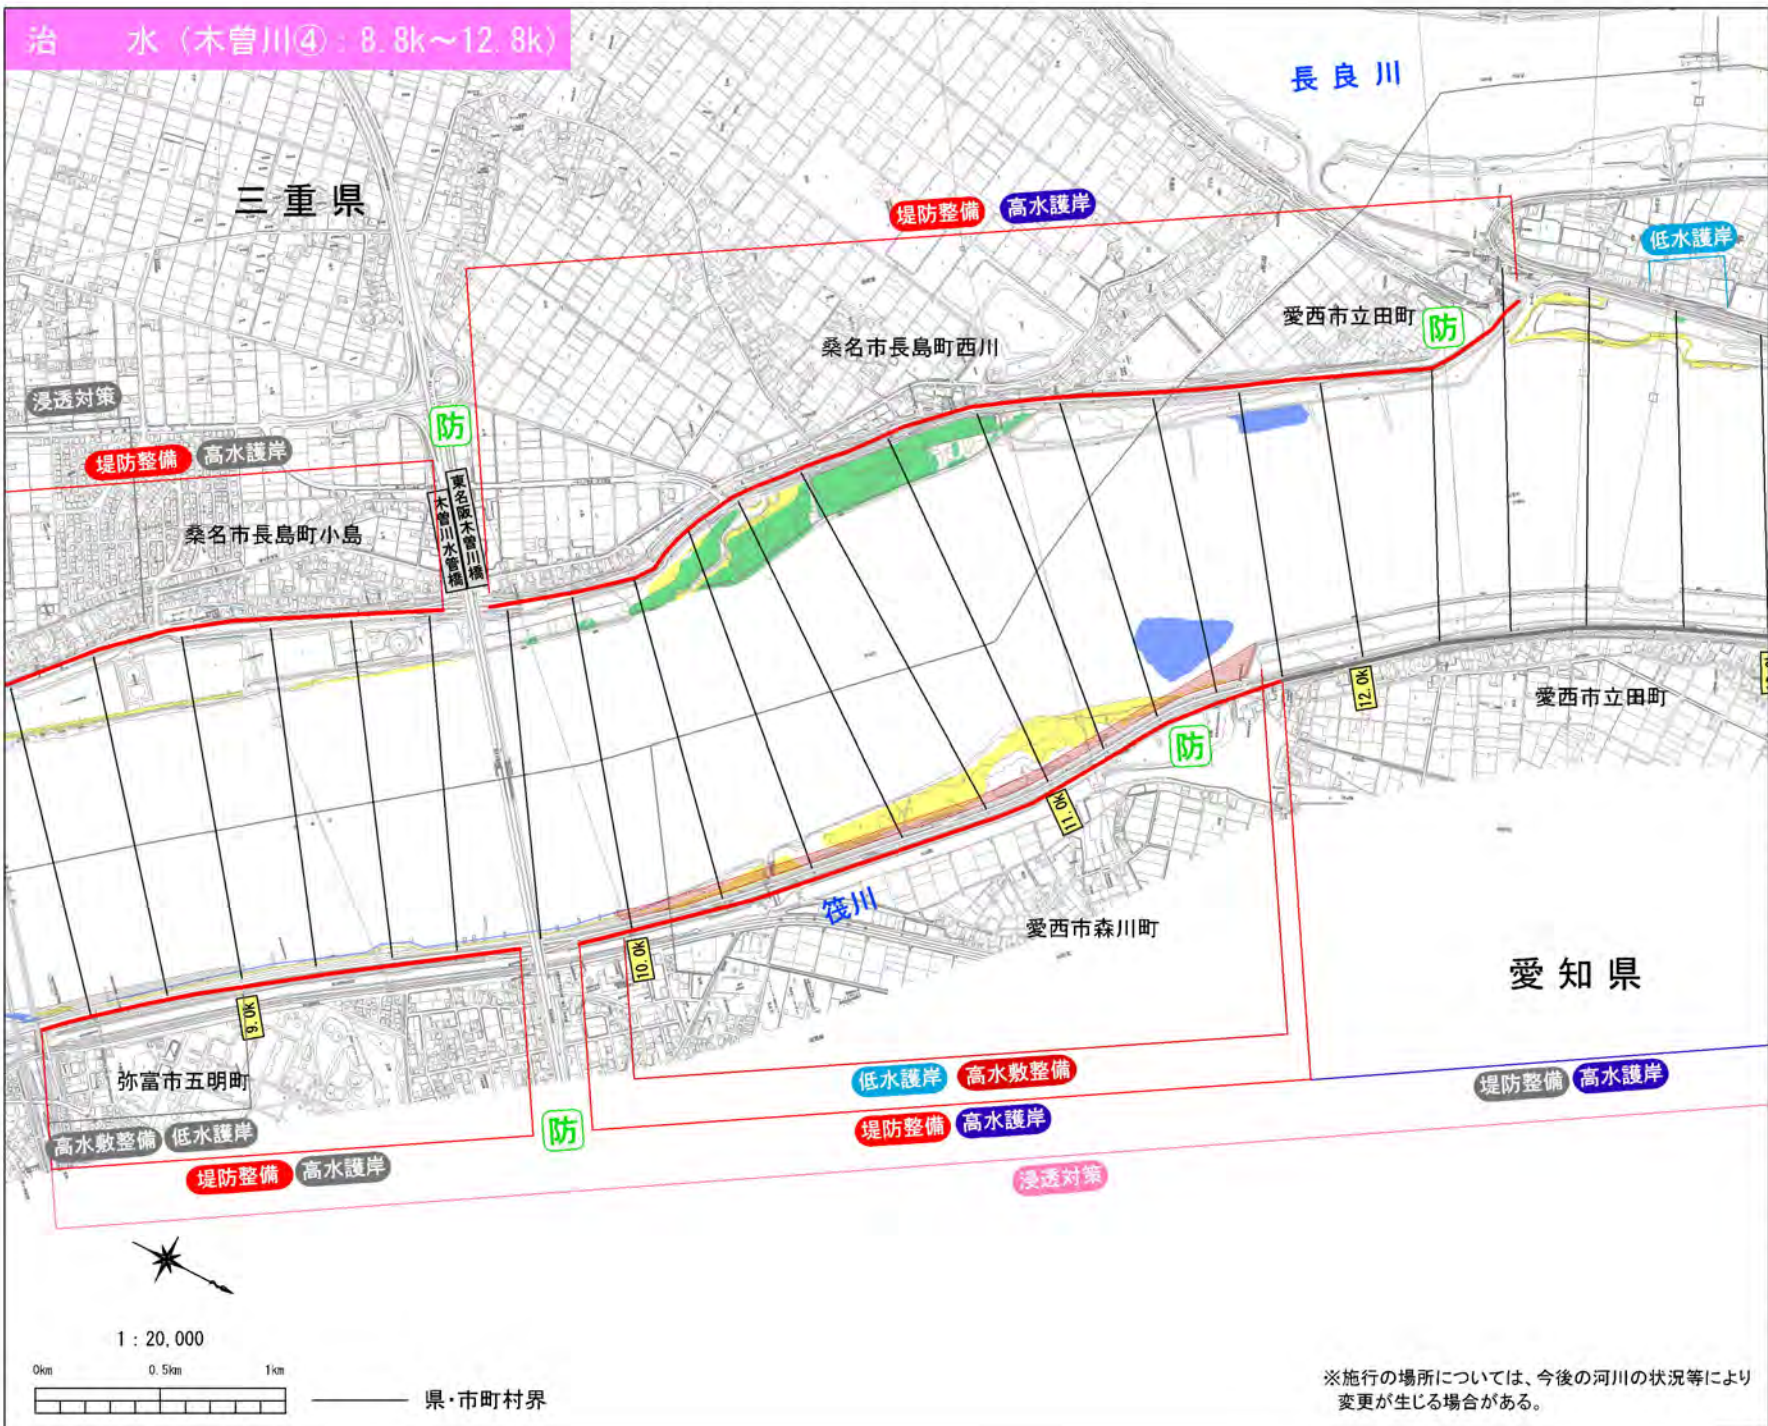 治　水（木曽川④：8.8k～12.8k）
長良川
三重県
堤防整備 高水護岸
低水護岸
愛西市立田町
防
桑名市長島町西川
浸透対策
防
堤防整備 高水護岸
東名阪木曽川橋
木曽川水管橋
桑名市長島町小島
12.0k
愛西市立田町
防
11.0k
筏川
愛西市森川町
10.0k
愛知県
9.0k
弥富市五明町
低水護岸 高水敷整備
堤防整備 高水護岸
防
堤防整備 高水護岸
高水敷整備 低水護岸
堤防整備 高水護岸
浸透対策
1：20,000
0km 0.5km 1km
県・市町村界
※施行の場所については、今後の河川の状況等により
変更が生じる場合がある。